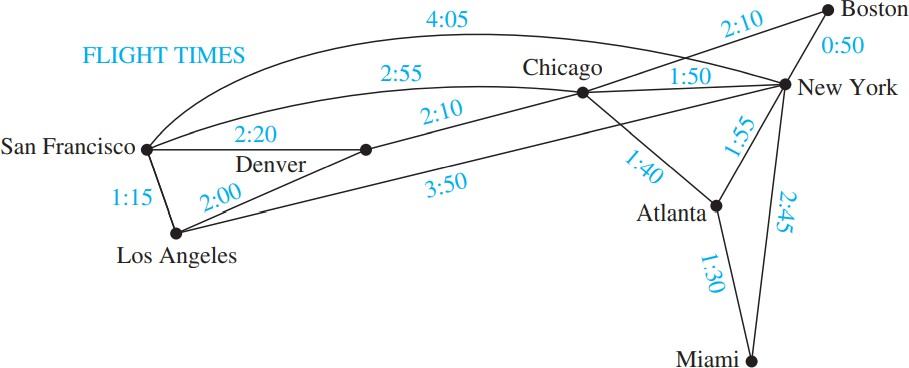 4:05
Boston
2:10
FLIGHT TIMES
0:50
Chicago
2:55
1:50
New York
2:10
San Francisco
2:20
Denver
1:55
1:40
1:15
2:00
3:50
Atlanta
2:45
Los Angeles
1:30
Miami